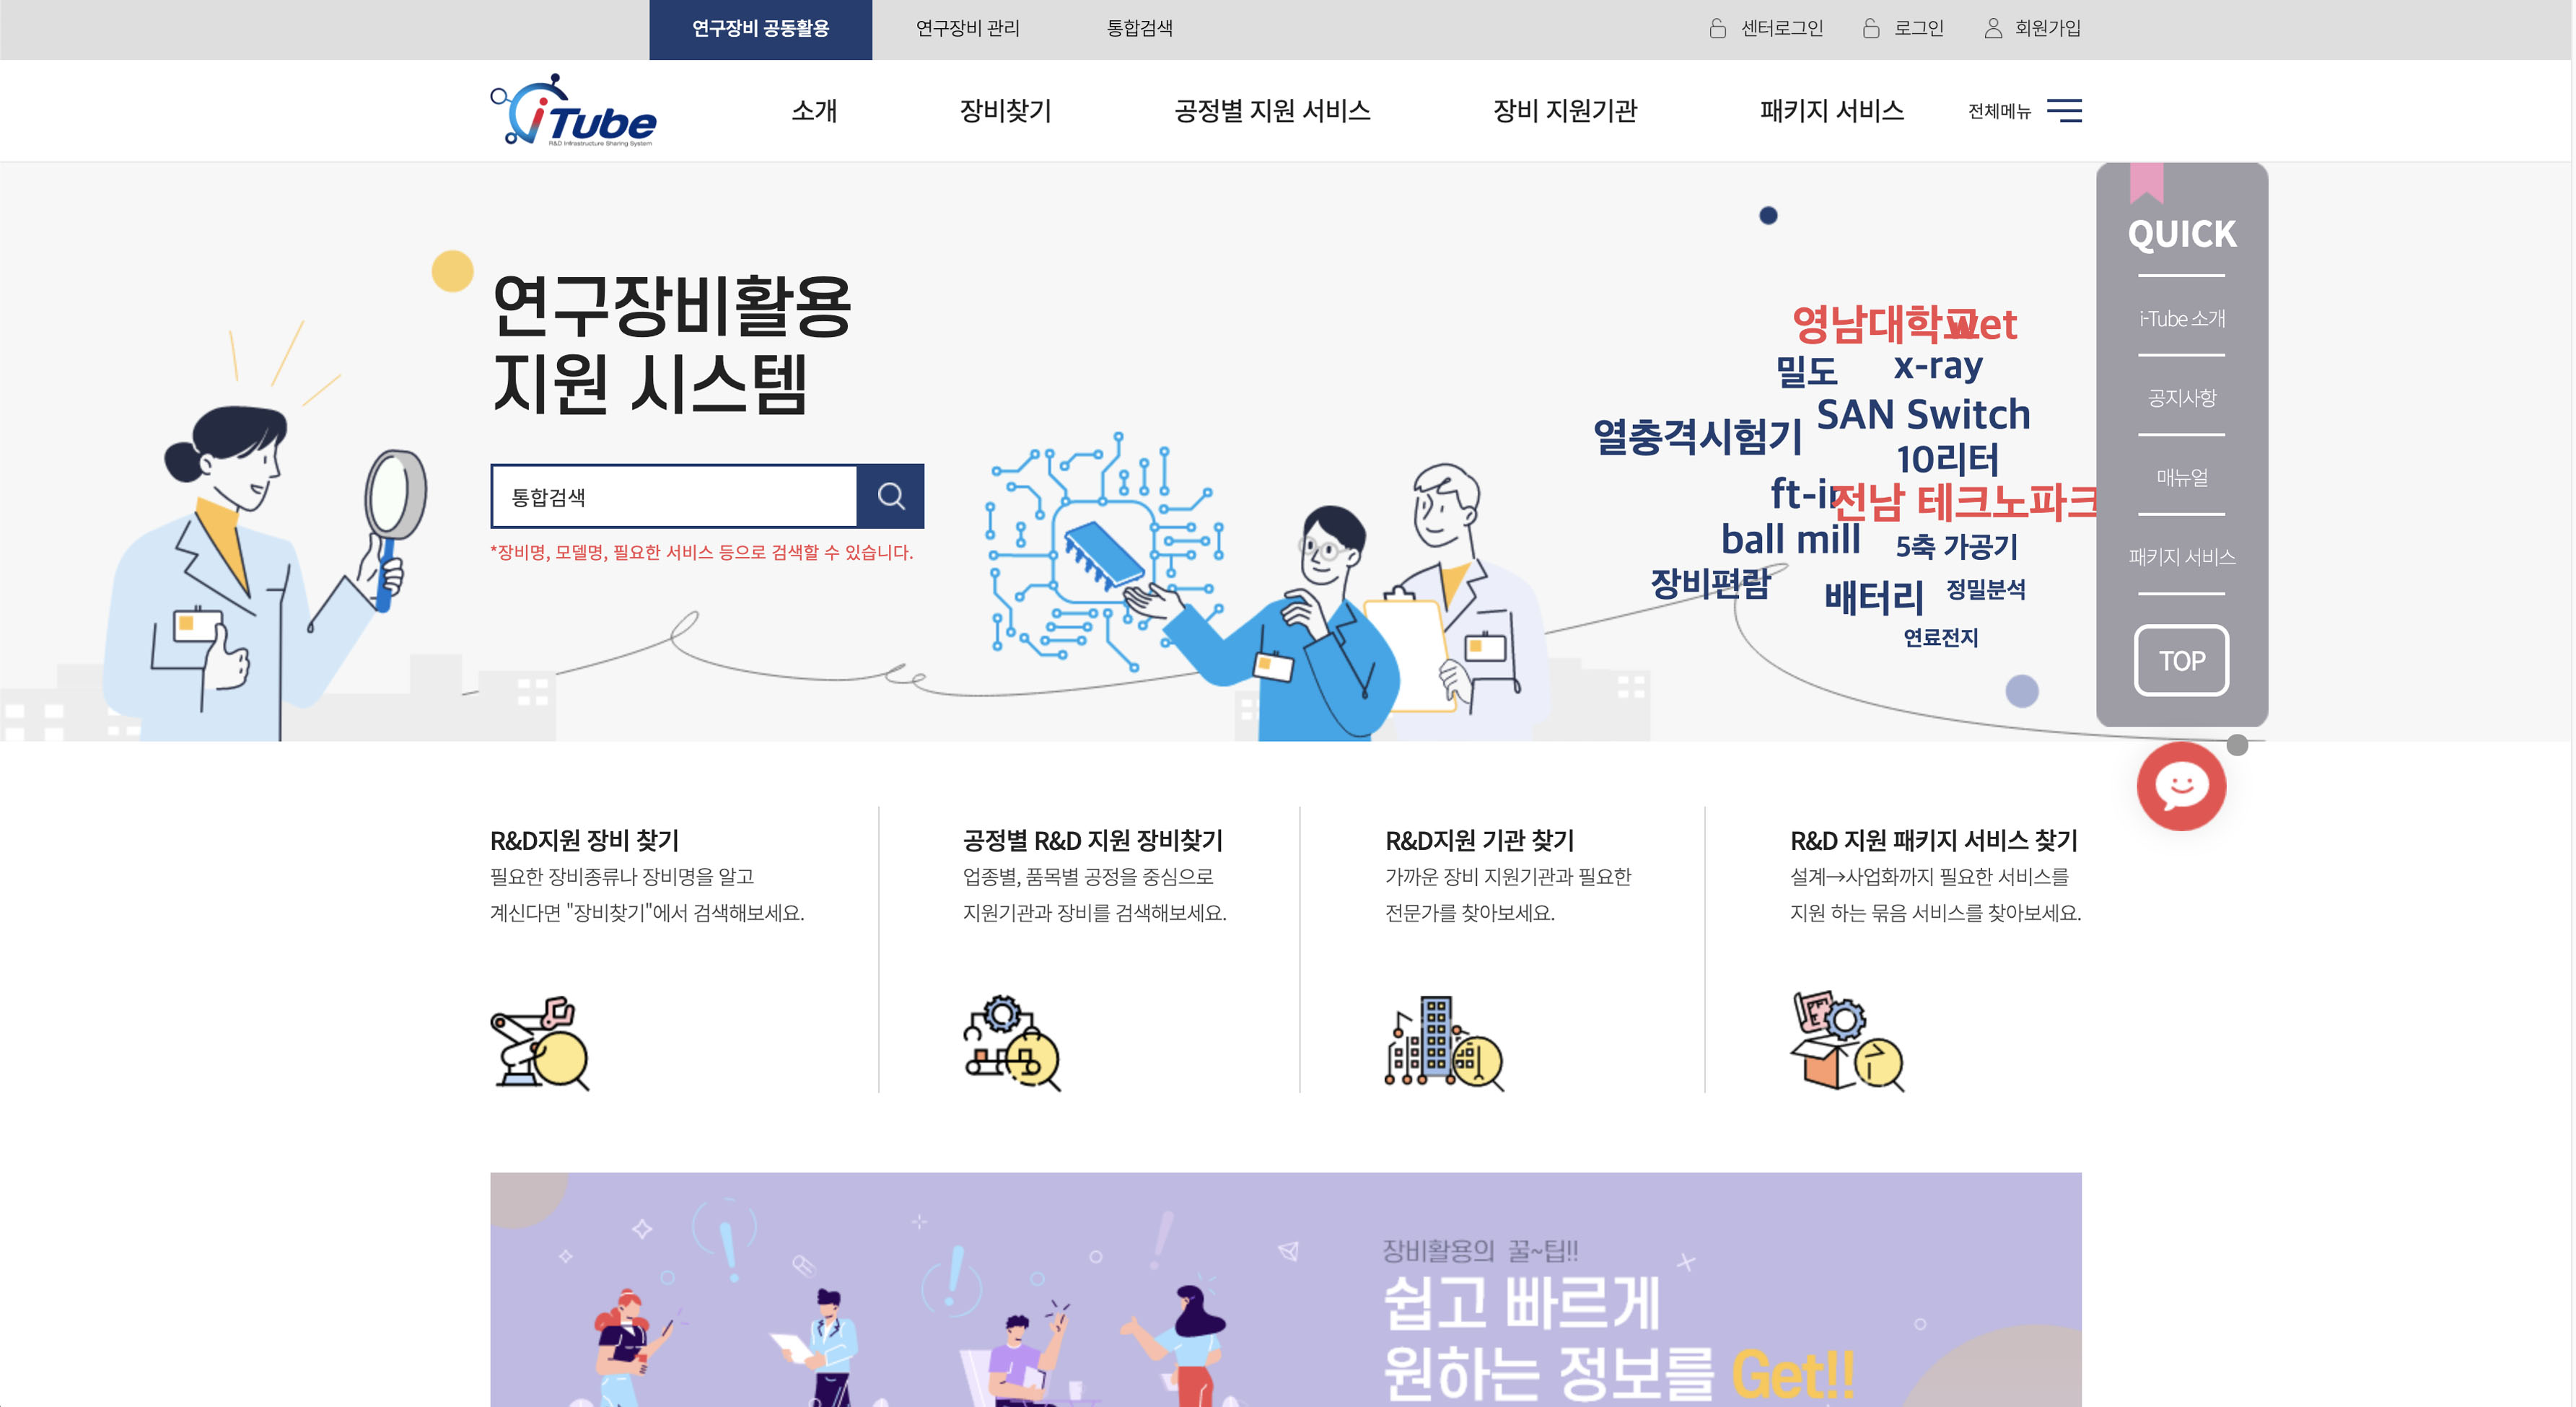 연구장비 공동활용
연구장비 관리
통합검색
센터로그인
로그인
회원가입
iTube
R&D Infrastructure Sharing System
소개
장비찾기
공정별 지원 서비스
장비 지원기관
패키지 서비스
전체메뉴
연구장비활용
지원 시스템
통합검색
*장비명, 모델명, 필요한 서비스 등으로 검색할 수 있습니다.
영남대학교
wet
밀도
x-ray
SAN Switch
열충격시험기
10리터
ft-ir
전남 테크노파크
ball mill
5축 가공기
장비편람
배터리
정밀분석
연료전지
QUICK
i-Tube 소개
공지사항
매뉴얼
패키지 서비스
TOP
R&D지원 장비 찾기
필요한 장비종류나 장비명을 알고
계신다면 "장비찾기"에서 검색해보세요.
공정별 R&D 지원 장비찾기
업종별, 품목별 공정을 중심으로
지원기관과 장비를 검색해보세요.
R&D지원 기관 찾기
가까운 장비 지원기관과 필요한
전문가를 찾아보세요.
R&D 지원 패키지 서비스 찾기
설계→사업화까지 필요한 서비스를
지원 하는 묶음 서비스를 찾아보세요.
장비활용의 꿀~팁!!
쉽고 빠르게
원하는 정보를 Get!!